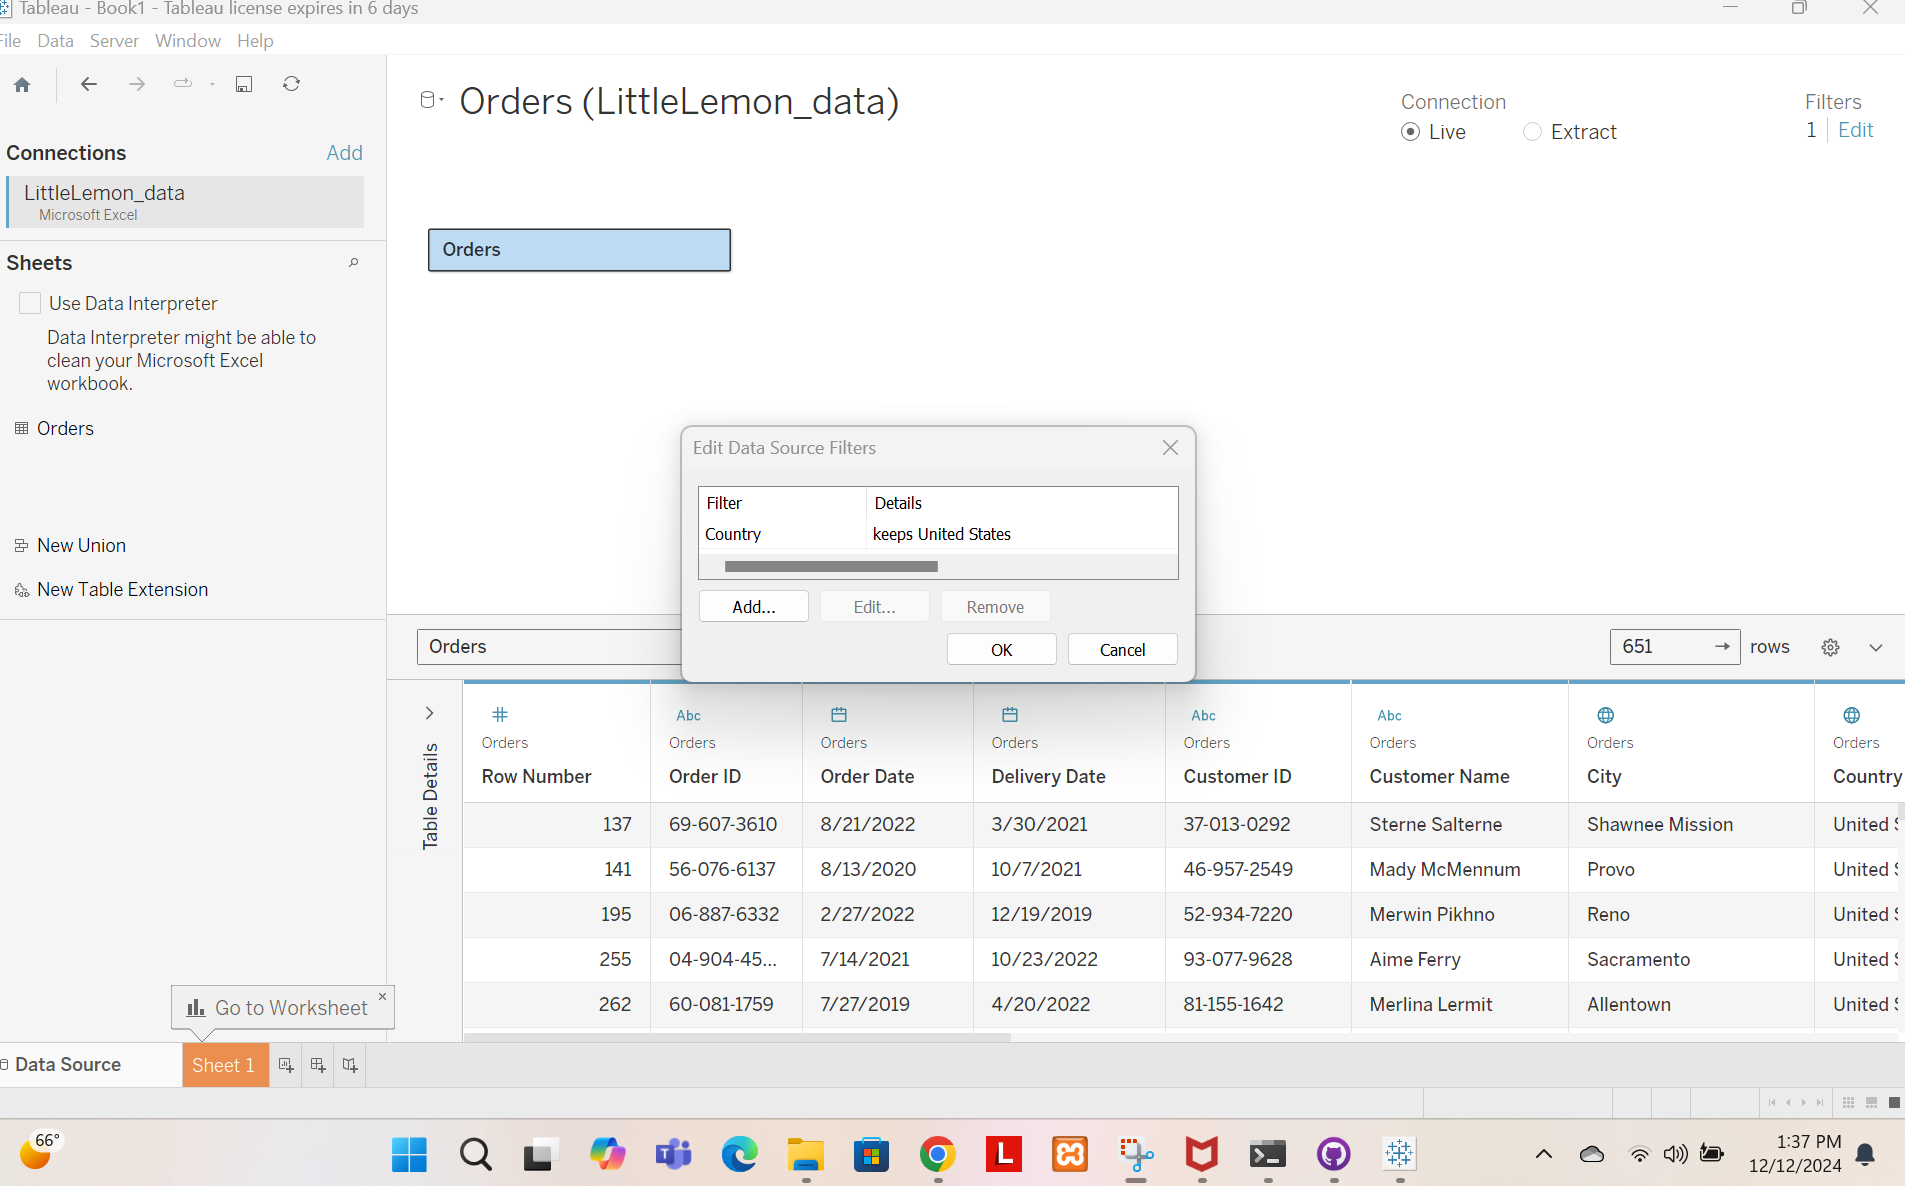 Tableau - Book1 - Tableau license expires in 6 days
File Data Server Window Help
Orders (LittleLemon_data)
Connection
Live Extract
Filters
1 Edit
Connections Add
LittleLemon_data
Microsoft Excel
Sheets
Use Data Interpreter
Data Interpreter might be able to
clean your Microsoft Excel
workbook.
Orders
New Union
New Table Extension
Orders
Edit Data Source Filters
Filter Details
Country keeps United States
Add... Edit... Remove
OK Cancel
Orders
651 rows
Table Details
Abc Abc Abc
Orders Orders Orders Orders Orders Orders Orders Orders
Row Number Order ID Order Date Delivery Date Customer ID Customer Name City Country
137 69-607-3610 8/21/2022 3/30/2021 37-013-0292 Sterne Salterne Shawnee Mission United S
141 56-076-6137 8/13/2020 10/7/2021 46-957-2549 Mady McMennum Provo United S
195 06-887-6332 2/27/2022 12/19/2019 52-934-7220 Merwin Pikhno Reno United S
255 04-904-45... 7/14/2021 10/23/2022 93-077-9628 Aime Ferry Sacramento United S
262 60-081-1759 7/27/2019 4/20/2022 81-155-1642 Merlina Lermit Allentown United S
Go to Worksheet
Data Source Sheet 1
66°
1:37 PM
12/12/2024